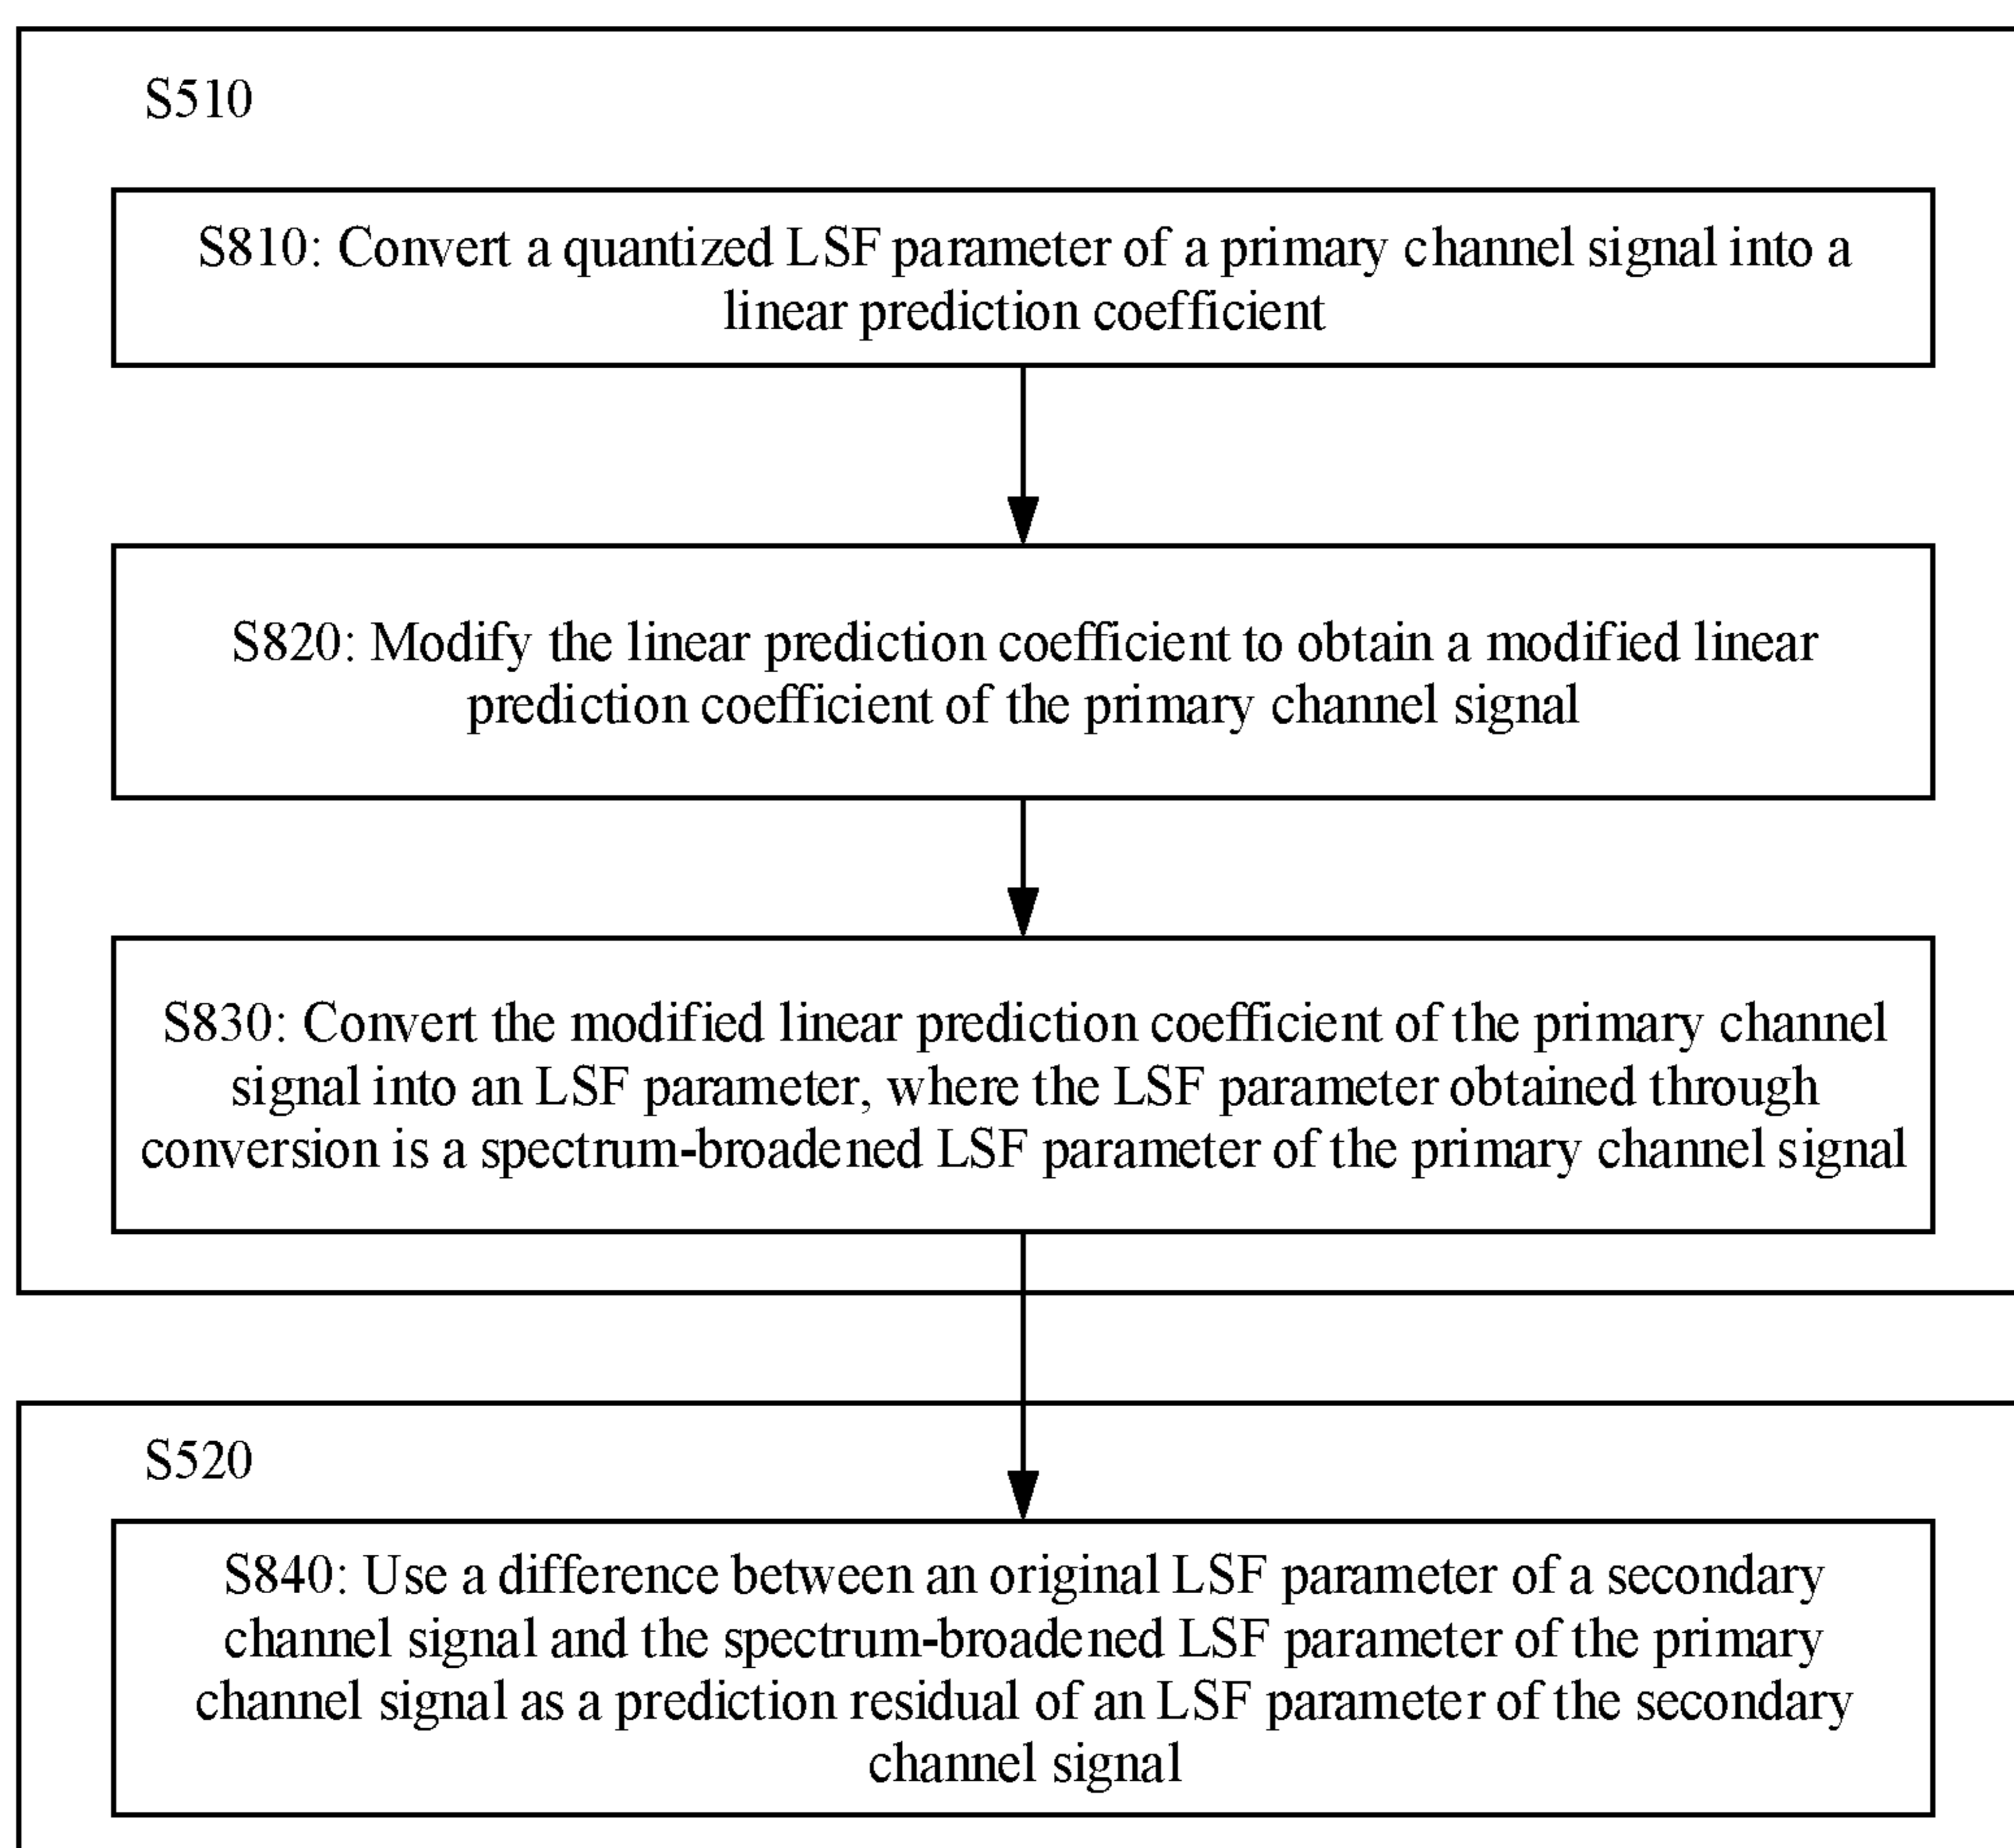 S510
S810: Convert a quantized LSF parameter of a primary channel signal into a
linear prediction coefficient
S820: Modify the linear prediction coefficient to obtain a modified linear
prediction coefficient of the primary channel signal
S830: Convert the modified linear prediction coefficient of the primary channel
signal into an LSF parameter, where the LSF parameter obtained through
conversion is a spectrum-broadened LSF parameter of the primary channel signal
S520
S840: Use a difference between an original LSF parameter of a secondary
channel signal and the spectrum-broadened LSF parameter of the primary
channel signal as a prediction residual of an LSF parameter of the secondary
channel signal